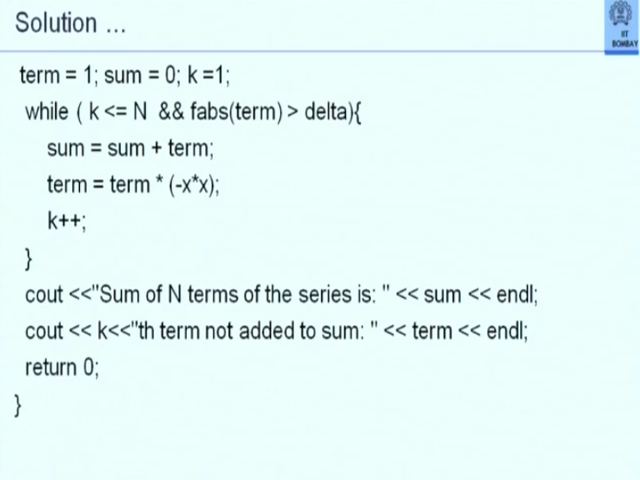 Solution ...
IIT
BOMBAY
term = 1; sum = 0; k =1;
while ( k <= N && fabs(term) > delta){
sum = sum + term;
term = term * (-x*x);
k++;
}
cout <<"Sum of N terms of the series is: " << sum << endl;
cout << k<<"th term not added to sum: " << term << endl;
return 0;
}